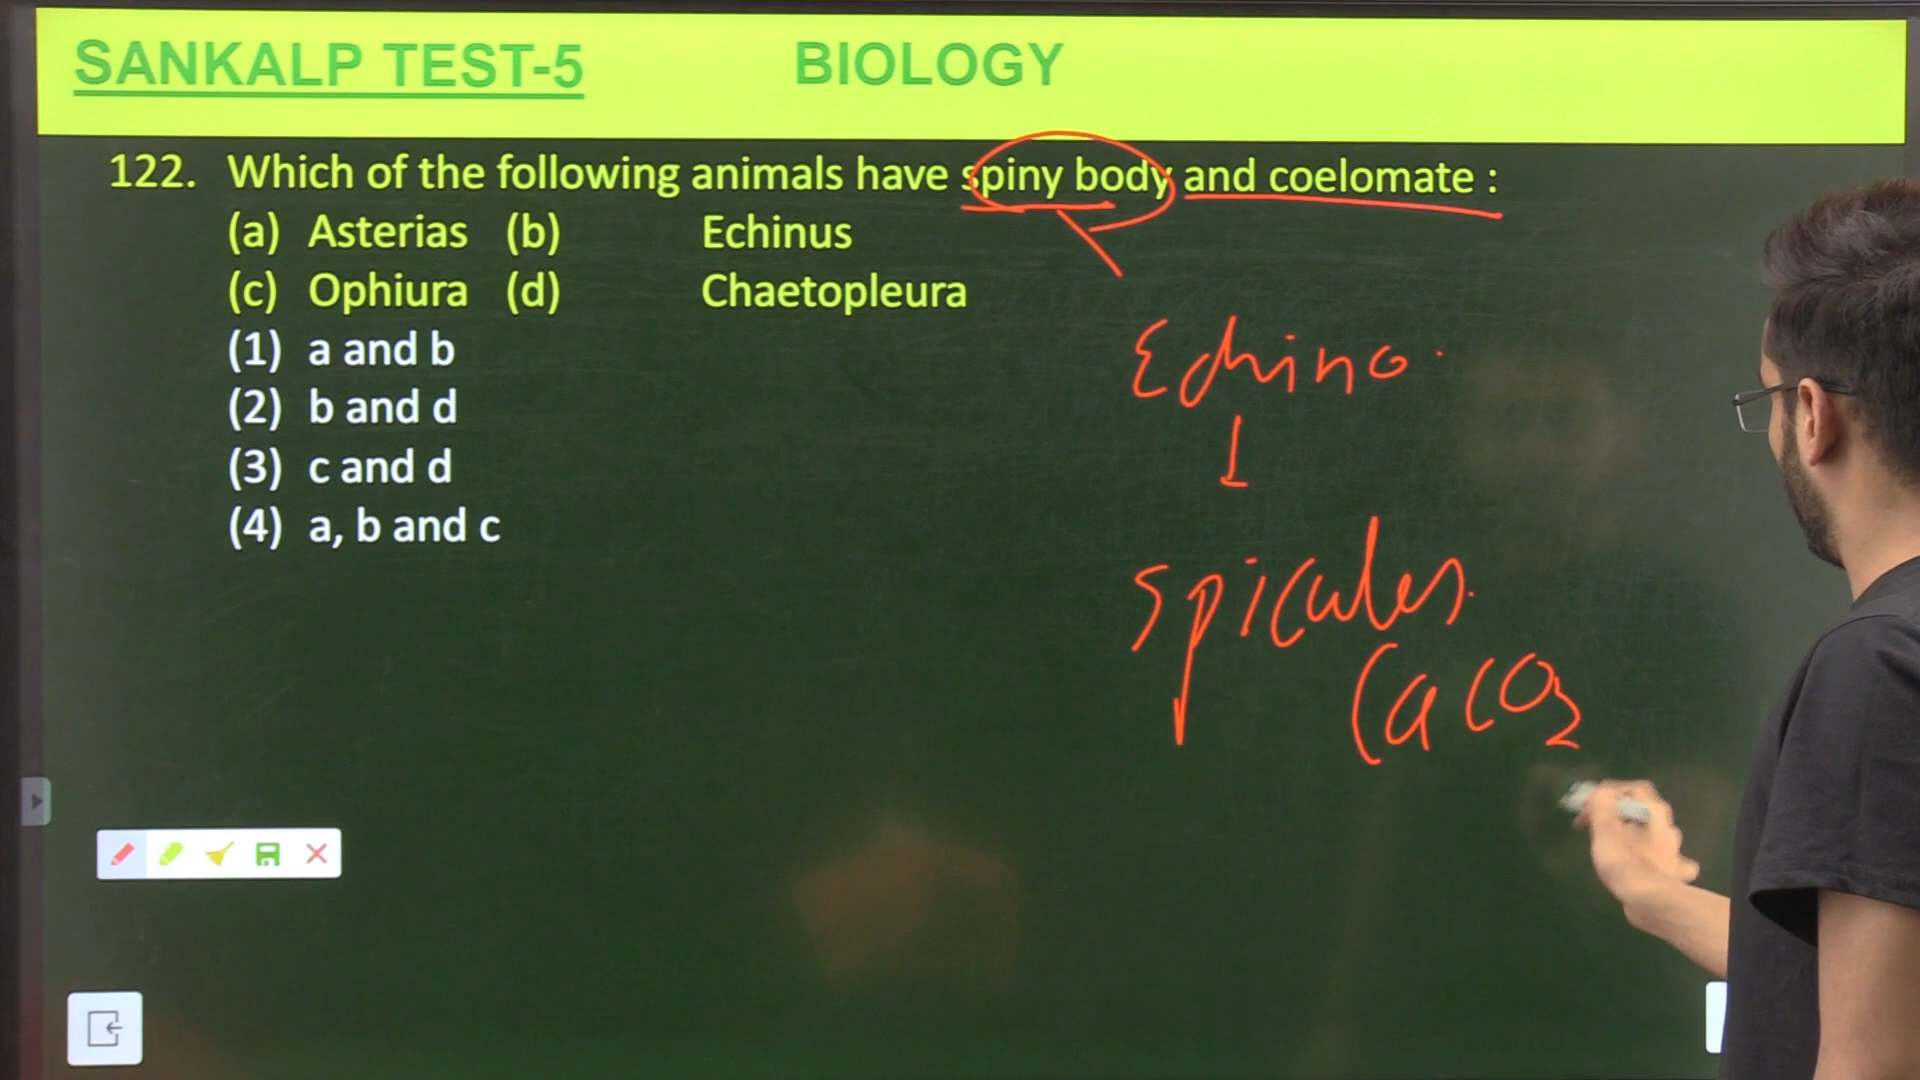 SANKALP TEST-5 BIOLOGY
122. Which of the following animals have spiny body and coelomate :
(a) Asterias (b) Echinus
(c) Ophiura (d) Chaetopleura
(1) a and b
(2) b and d
(3) c and d
(4) a, b and c
Echino.
spicules.
CaCO3